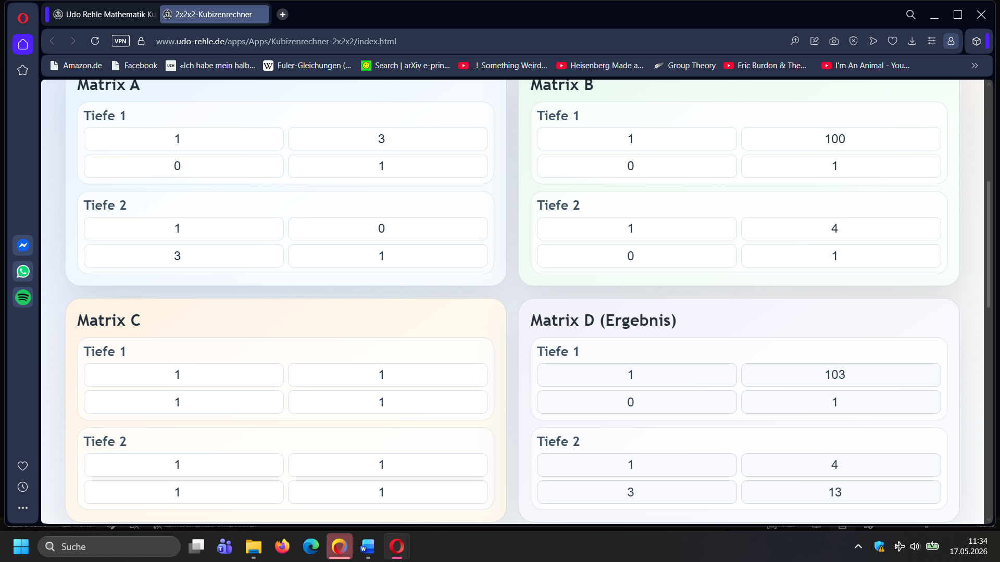 Udo Rehle Mathematik Ku
2x2x2-Kubizenrechner
VPN
www.udo-rehle.de/apps/Apps/Kubizenrechner-2x2x2/index.html
Amazon.de
Facebook
UZH
«Ich habe mein halb...
W
Euler-Gleichungen (...
Search | arXiv e-prin...
_!_Something Weird...
Heisenberg Made a...
Group Theory
Eric Burdon & The...
I'm An Animal - You...
Matrix A
Tiefe 1
1 3
0 1
Tiefe 2
1 0
3 1
Matrix B
Tiefe 1
1 100
0 1
Tiefe 2
1 4
0 1
Matrix C
Tiefe 1
1 1
1 1
Tiefe 2
1 1
1 1
Matrix D (Ergebnis)
Tiefe 1
1 103
0 1
Tiefe 2
1 4
3 13
Suche
11:34
17.05.2026